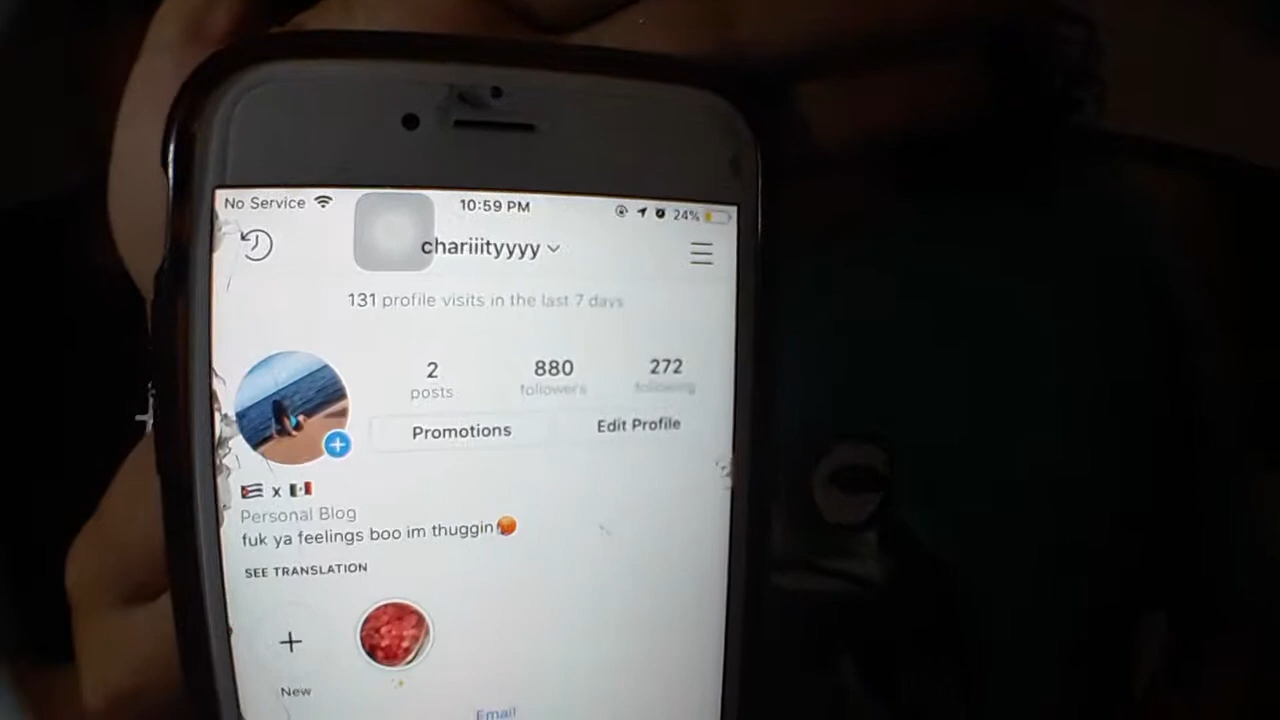 No Service 10:59 PM 24%
chariiityyyy
131 profile visits in the last 7 days
2 880 272
posts followers following
Promotions Edit Profile
x
Personal Blog
fuk ya feelings boo im thuggin
SEE TRANSLATION
New
Email